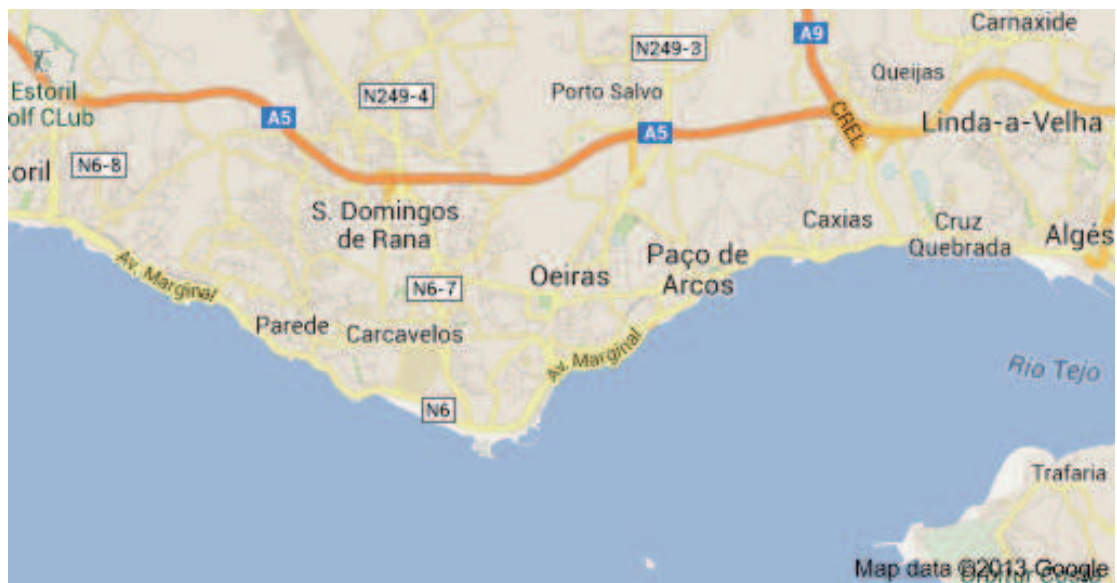 Carnaxide
A9
N249-3
Queijas
Estoril
olf CLub
Porto Salvo
N249-4
A5
A5
CREL
Linda-a-Velha
N6-8
toril
S. Domingos
de Rana
Caxias
Cruz
Quebrada
Algés
Paço de
Arcos
Oeiras
Av. Marginal
N6-7
Parede
Carcavelos
Av. Marginal
Rio Tejo
N6
Trafaria
Map data ©2013 Google